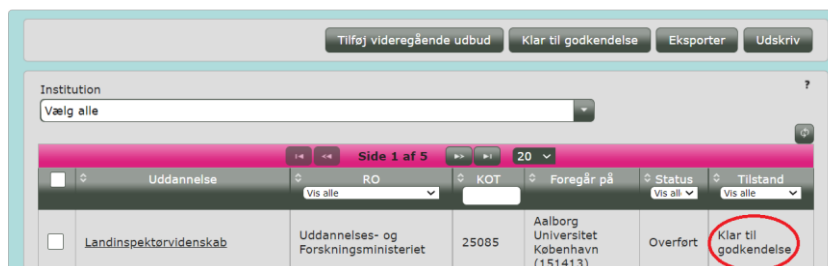 Tilføj videregående udbud Klar til godkendelse Eksporter Udskriv
Institution ?
Vælg alle
Side 1 af 5 20
Uddannelse RO KOT Foregår på Status Tilstand
Vis alle Vis all Vis alle
Landinspektørvidenskab Uddannelses- og Forskningsministeriet 25085 Aalborg Universitet København (151413) Overført Klar til godkendelse